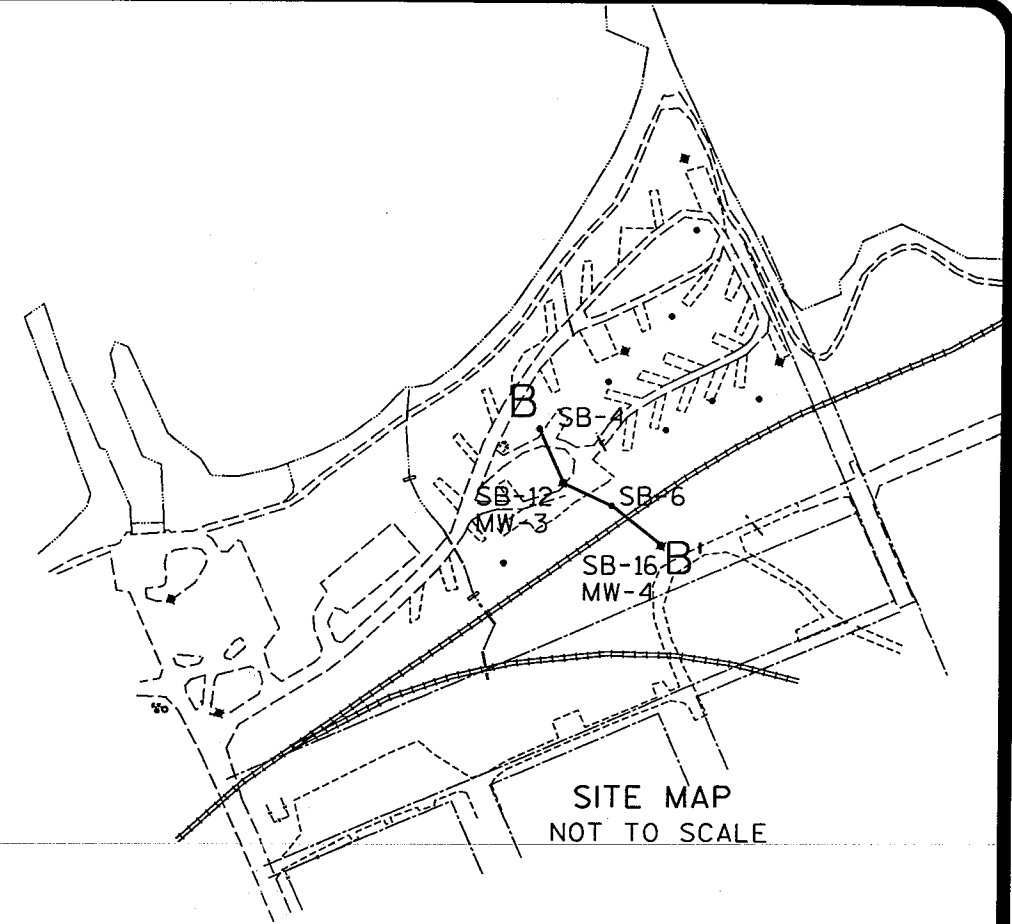 B
SB-4
SB-12
MW-3
SB-6
SB-16
MW-4
B'
SITE MAP
NOT TO SCALE